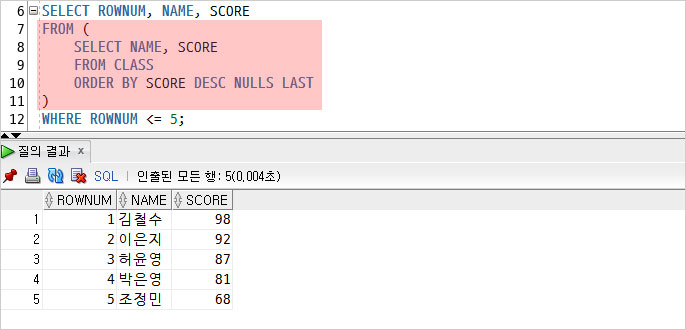 6 SELECT ROWNUM, NAME, SCORE
7 FROM (
8 SELECT NAME, SCORE
9 FROM CLASS
10 ORDER BY SCORE DESC NULLS LAST
11 )
12 WHERE ROWNUM <= 5;
질의 결과 x
SQL | 인출된 모든 행: 5(0,004초)
ROWNUM NAME SCORE
1 1 김철수 98
2 2 이은지 92
3 3 허윤영 87
4 4 박은영 81
5 5 조정민 68